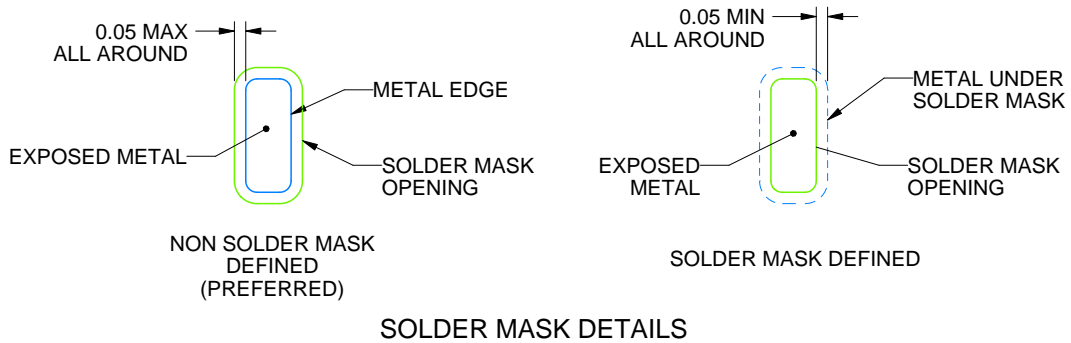 0.05 MAX
ALL AROUND
METAL EDGE
EXPOSED METAL
SOLDER MASK
OPENING
NON SOLDER MASK
DEFINED
(PREFERRED)
0.05 MIN
ALL AROUND
METAL UNDER
SOLDER MASK
EXPOSED
METAL
SOLDER MASK
OPENING
SOLDER MASK DEFINED
SOLDER MASK DETAILS